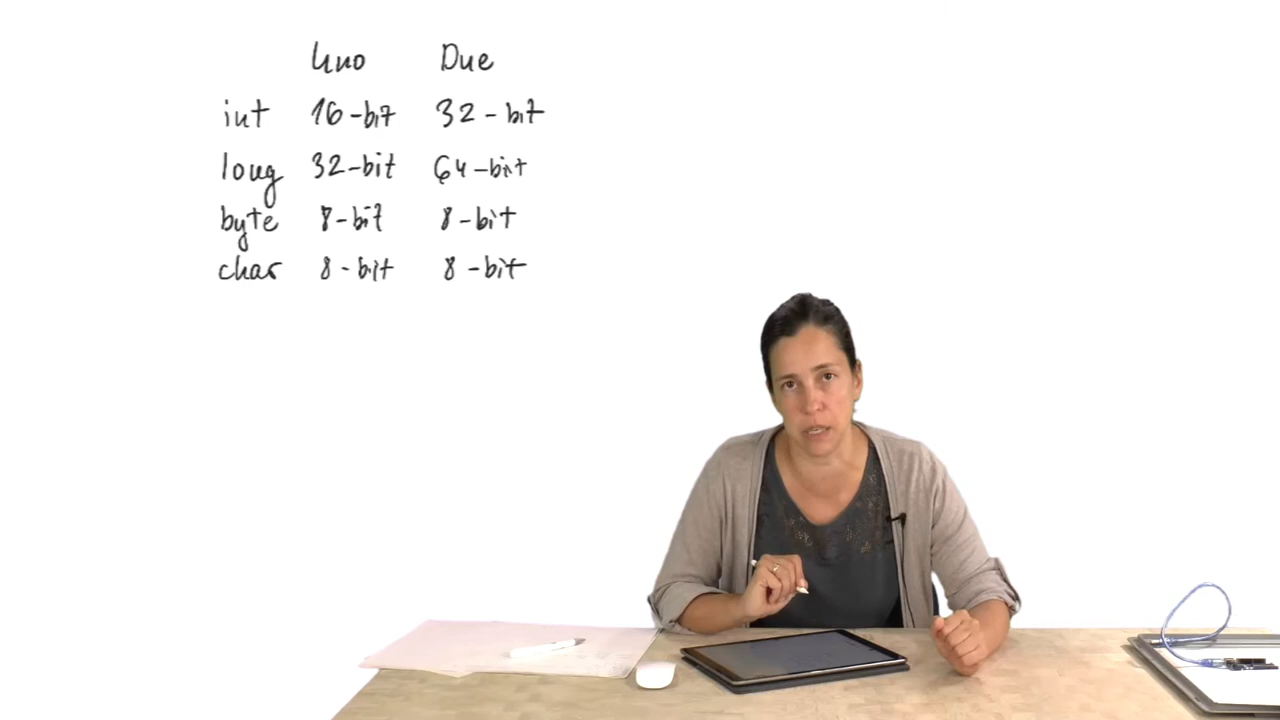 Uno Due
int 16-bit 32-bit
long 32-bit 64-bit
byte 8-bit 8-bit
char 8-bit 8-bit